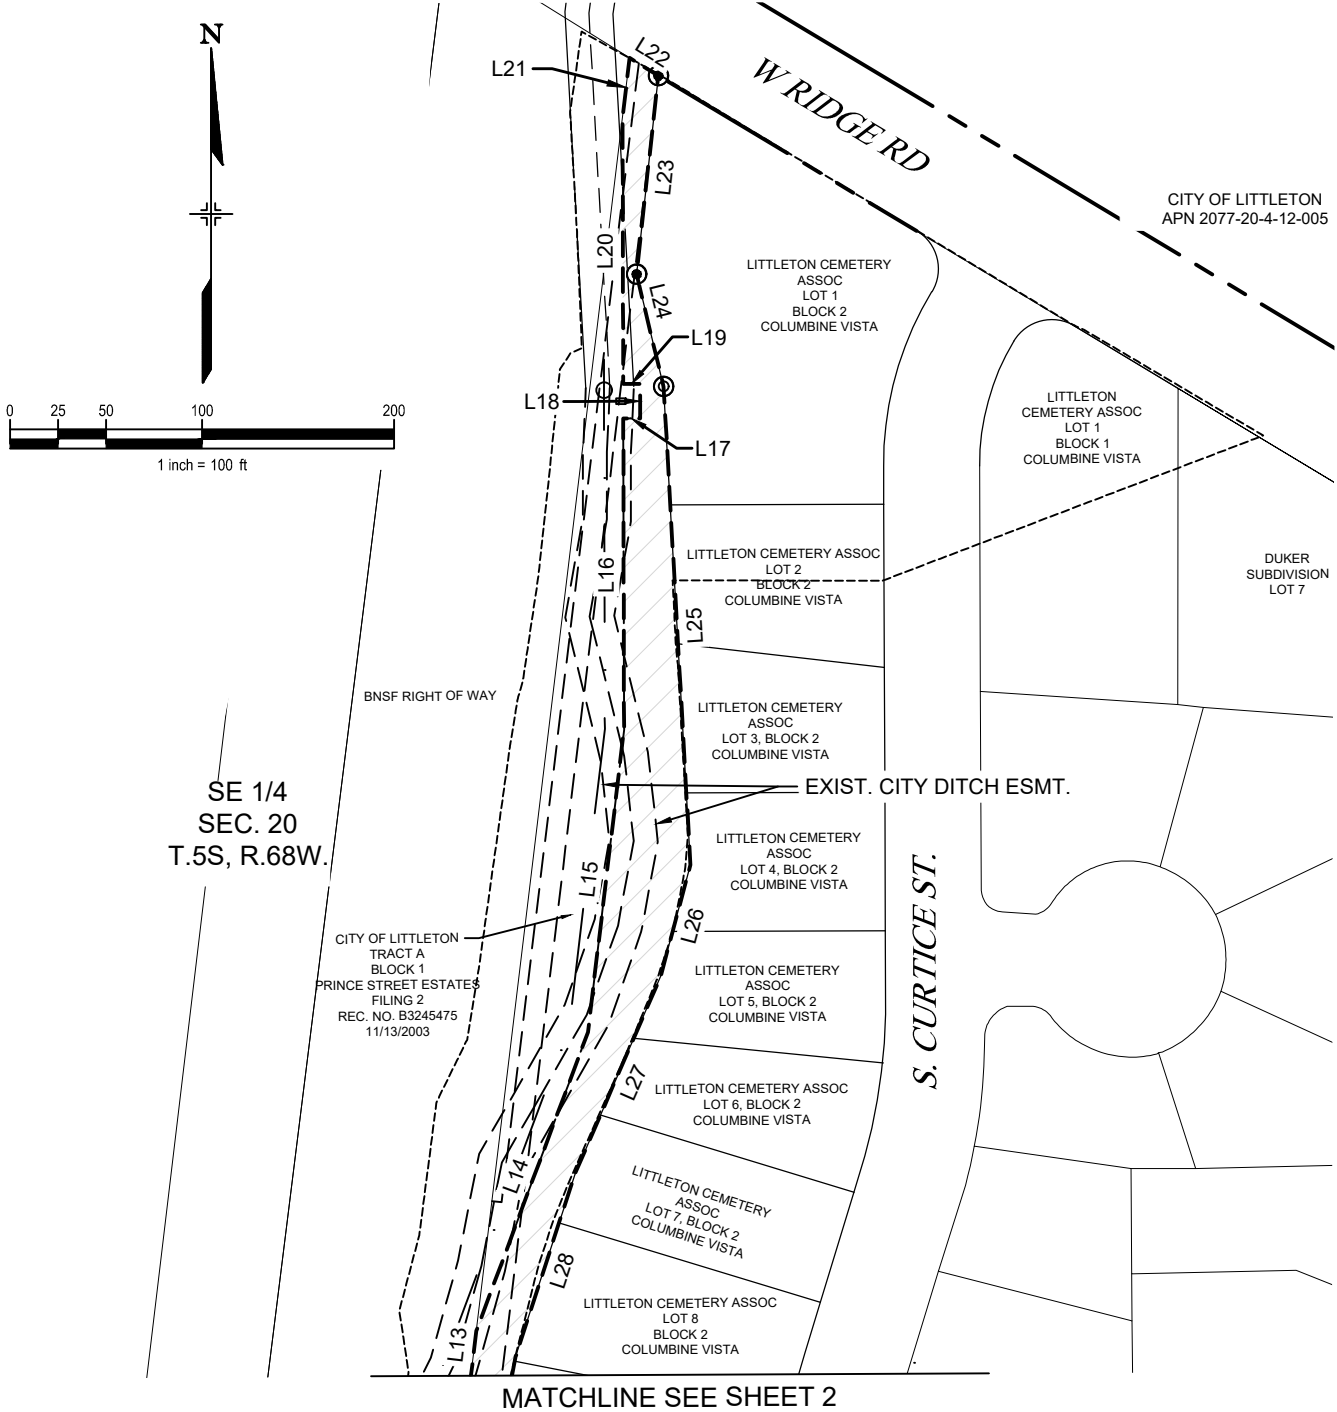 N
L22
L21
W RIDGE RD
L23
CITY OF LITTLETON
APN 2077-20-4-12-005
L20
LITTLETON CEMETERY
ASSOC
LOT 1
BLOCK 2
COLUMBINE VISTA
L24
L19
L18
L17
0 25 50 100 200
1 inch = 100 ft
LITTLETON
CEMETERY ASSOC
LOT 1
BLOCK 1
COLUMBINE VISTA
LITTLETON CEMETERY ASSOC
LOT 2
BLOCK 2
COLUMBINE VISTA
DUKER
SUBDIVISION
LOT 7
L16
L25
BNSF RIGHT OF WAY
LITTLETON CEMETERY
ASSOC
LOT 3, BLOCK 2
COLUMBINE VISTA
SE 1/4
SEC. 20
T.5S, R.68W.
EXIST. CITY DITCH ESMT.
LITTLETON CEMETERY
ASSOC
LOT 4, BLOCK 2
COLUMBINE VISTA
L15
L26
S. CURTICE ST.
CITY OF LITTLETON
TRACT A
BLOCK 1
PRINCE STREET ESTATES
FILING 2
REC. NO. B3245475
11/13/2003
LITTLETON CEMETERY
ASSOC
LOT 5, BLOCK 2
COLUMBINE VISTA
L27
LITTLETON CEMETERY ASSOC
LOT 6, BLOCK 2
COLUMBINE VISTA
L14
LITTLETON CEMETERY
ASSOC
LOT 7, BLOCK 2
COLUMBINE VISTA
L28
LITTLETON CEMETERY ASSOC
LOT 8
BLOCK 2
COLUMBINE VISTA
L13
MATCHLINE SEE SHEET 2